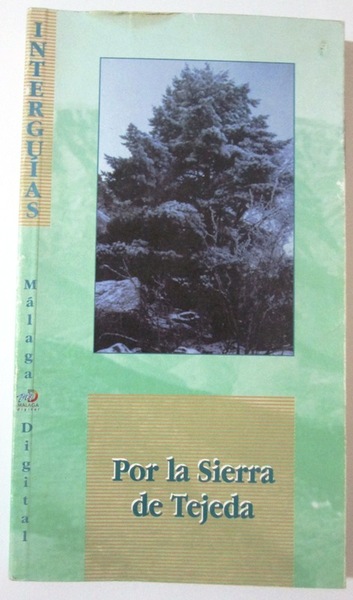 INTERGUÍAS
Málaga Digital
Por la Sierra
de Tejeda